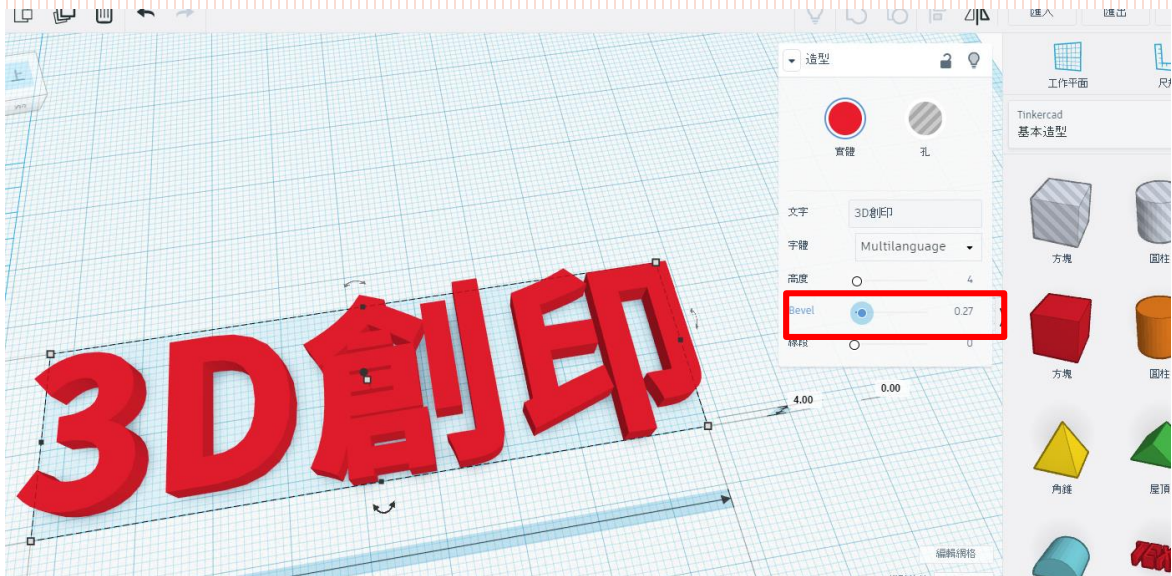 匯入
匯出
上
造型
實體
孔
文字
3D創印
字體
Multilanguage
高度
4
Bevel
0.27
線段
0
4.00
0.00
3D創印
編輯網格
工作平面
Tinkercad
基本造型
方塊
圓柱
方塊
圓柱
角錐
屋頂